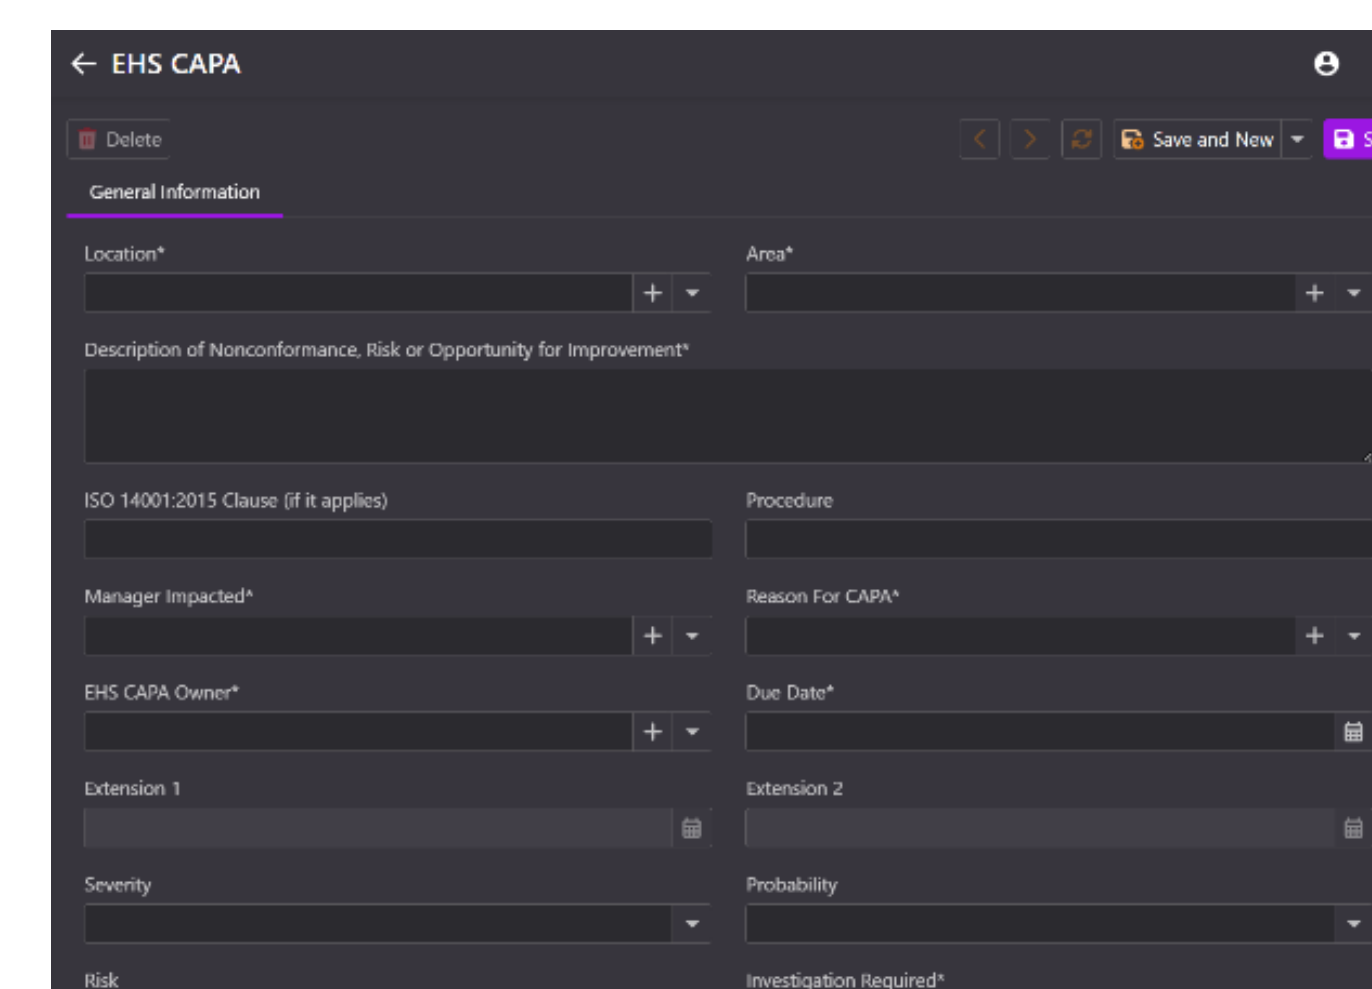 EHS CAPA
Delete
Save and New
General Information
Location*
Area*
Description of Nonconformance, Risk or Opportunity for Improvement*
ISO 14001:2015 Clause (if it applies)
Procedure
Manager Impacted*
Reason For CAPA*
EHS CAPA Owner*
Due Date*
Extension 1
Extension 2
Severity
Probability
Risk
Investigation Required*